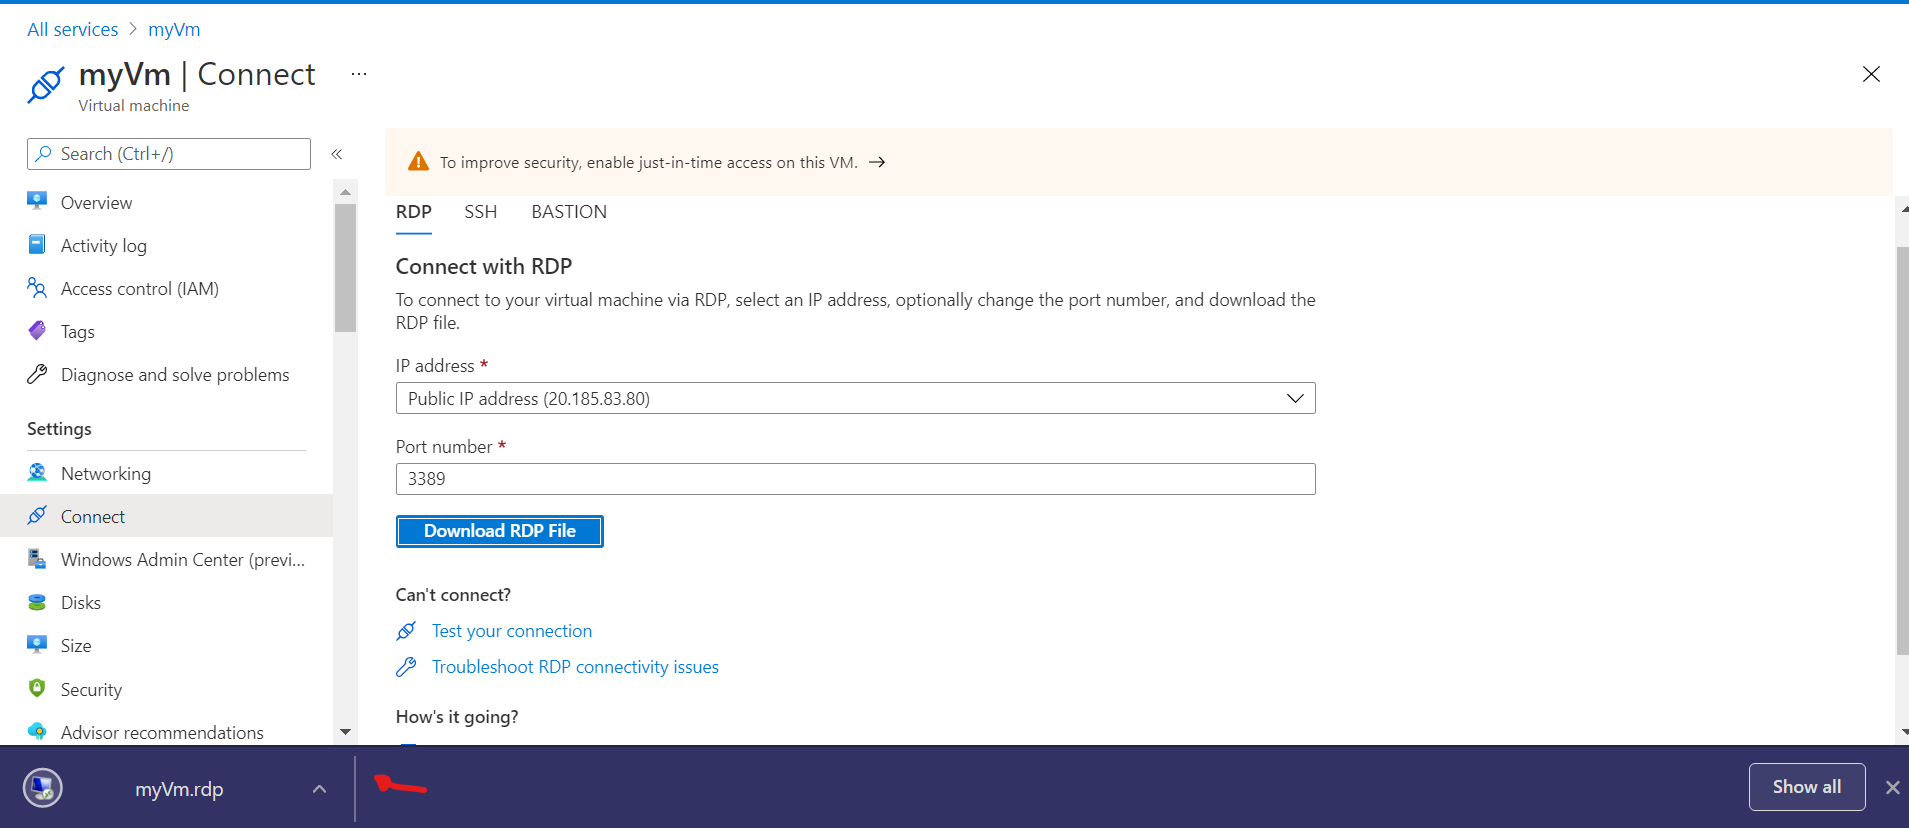 All services > myVm
myVm | Connect ...
Virtual machine
Search (Ctrl+/)
«
Overview
Activity log
Access control (IAM)
Tags
Diagnose and solve problems
Settings
Networking
Connect
Windows Admin Center (previ...
Disks
Size
Security
Advisor recommendations
To improve security, enable just-in-time access on this VM. →
RDP SSH BASTION
Connect with RDP
To connect to your virtual machine via RDP, select an IP address, optionally change the port number, and download the
RDP file.
IP address *
Public IP address (20.185.83.80)
Port number *
3389
Download RDP File
Can't connect?
Test your connection
Troubleshoot RDP connectivity issues
How's it going?
myVm.rdp
Show all